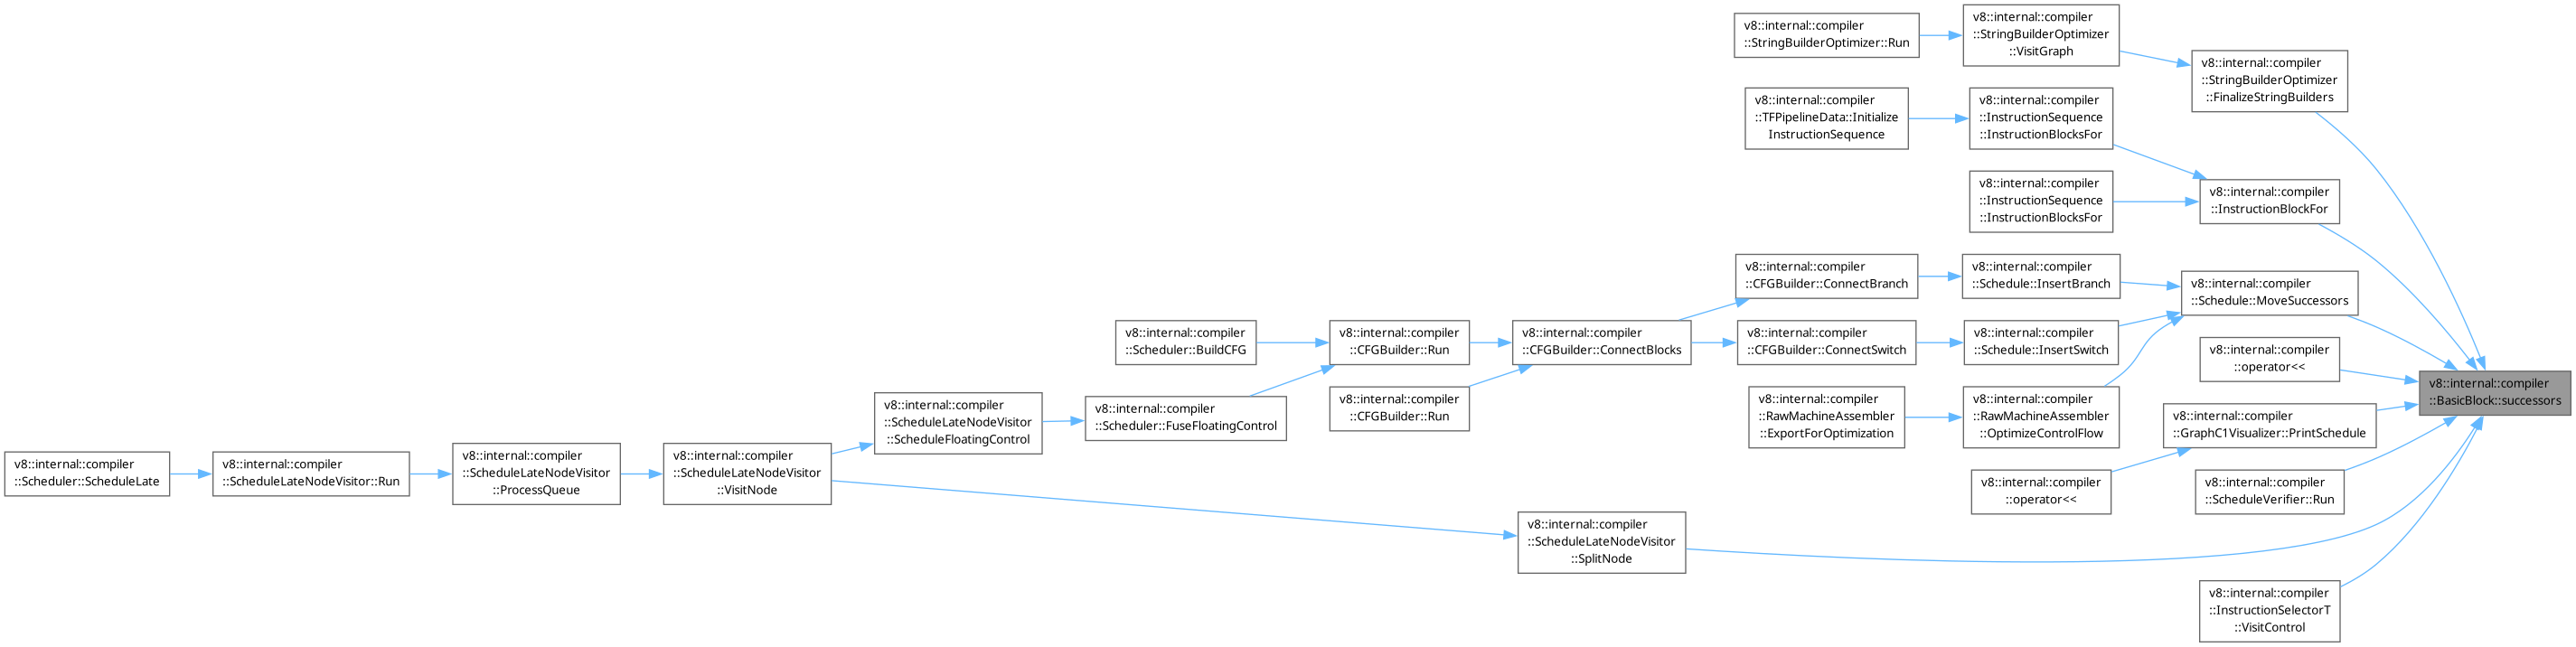 v8::internal::compiler
::StringBuilderOptimizer::Run
v8::internal::compiler
::StringBuilderOptimizer
::VisitGraph
v8::internal::compiler
::StringBuilderOptimizer
::FinalizeStringBuilders
v8::internal::compiler
::TFPipelineData::Initialize
InstructionSequence
v8::internal::compiler
::InstructionSequence
::InstructionBlocksFor
v8::internal::compiler
::InstructionSequence
::InstructionBlocksFor
v8::internal::compiler
::InstructionBlockFor
v8::internal::compiler
::CFGBuilder::ConnectBranch
v8::internal::compiler
::Schedule::InsertBranch
v8::internal::compiler
::Schedule::MoveSuccessors
v8::internal::compiler
::Scheduler::BuildCFG
v8::internal::compiler
::CFGBuilder::Run
v8::internal::compiler
::CFGBuilder::ConnectBlocks
v8::internal::compiler
::CFGBuilder::ConnectSwitch
v8::internal::compiler
::Schedule::InsertSwitch
v8::internal::compiler
::operator<<
v8::internal::compiler
::BasicBlock::successors
v8::internal::compiler
::ScheduleLateNodeVisitor
::ScheduleFloatingControl
v8::internal::compiler
::Scheduler::FuseFloatingControl
v8::internal::compiler
::CFGBuilder::Run
v8::internal::compiler
::RawMachineAssembler
::ExportForOptimization
v8::internal::compiler
::RawMachineAssembler
::OptimizeControlFlow
v8::internal::compiler
::GraphC1Visualizer::PrintSchedule
v8::internal::compiler
::Scheduler::ScheduleLate
v8::internal::compiler
::ScheduleLateNodeVisitor::Run
v8::internal::compiler
::ScheduleLateNodeVisitor
::ProcessQueue
v8::internal::compiler
::ScheduleLateNodeVisitor
::VisitNode
v8::internal::compiler
::operator<<
v8::internal::compiler
::ScheduleVerifier::Run
v8::internal::compiler
::ScheduleLateNodeVisitor
::SplitNode
v8::internal::compiler
::InstructionSelectorT
::VisitControl